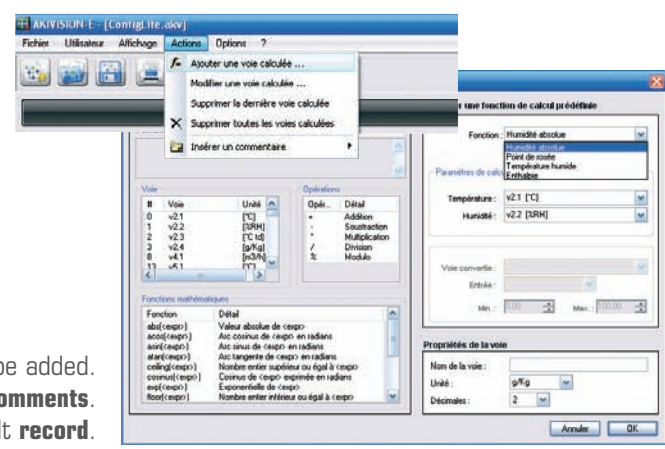 AKIVISION-E - [ContigLite.akv]
Fichier Utilisateur Affichage Actions Options ?
Ajouter une voie calculée ...
Modifier une voie calculée ...
Supprimer la dernière voie calculée
Supprimer toutes les voies calculées
Insérer un commentaire
r une fonction de calcul prédéfinie
Fonction : Humidité absolue
Humidité absolue
Point de rosée
Température humide
Enthalpie
Paramètres de calc
Température : v2.1 [°C]
Humidité : v2.2 [%RH]
Voie convertie :
Entrée :
Min. : 0.00 Max. : 100.00
Voie
# Voie Unité
0 v2.1 [°C]
1 v2.2 [%RH]
2 v2.3 [°C td]
3 v2.4 [g/Kg]
8 v4.1 [m3/h]
13 v5.1 [°C]
Opérations
Opér... Détail
+ Addition
- Soustraction
* Multiplication
/ Division
% Modulo
Fonctions mathématiques
Fonction Détail
abs(<expr>) Valeur absolue de <expr>
acos(<expr>) Arc cosinus de <expr> en radians
asin(<expr>) Arc sinus de <expr> en radians
atan(<expr>) Arc tangente de <expr> en radians
ceiling(<expr>) Nombre entier supérieur ou égal à <expr>
cosinus(<expr>) Cosinus de <expr> exprimée en radians
exp(<expr>) Exponentielle de <expr>
floor(<expr>) Nombre entier inférieur ou égal à <expr>
Propriétés de la voie
Nom de la voie :
Unité : g/Kg
Décimales : 2
Annuler OK
be added.
omments.
lt record.